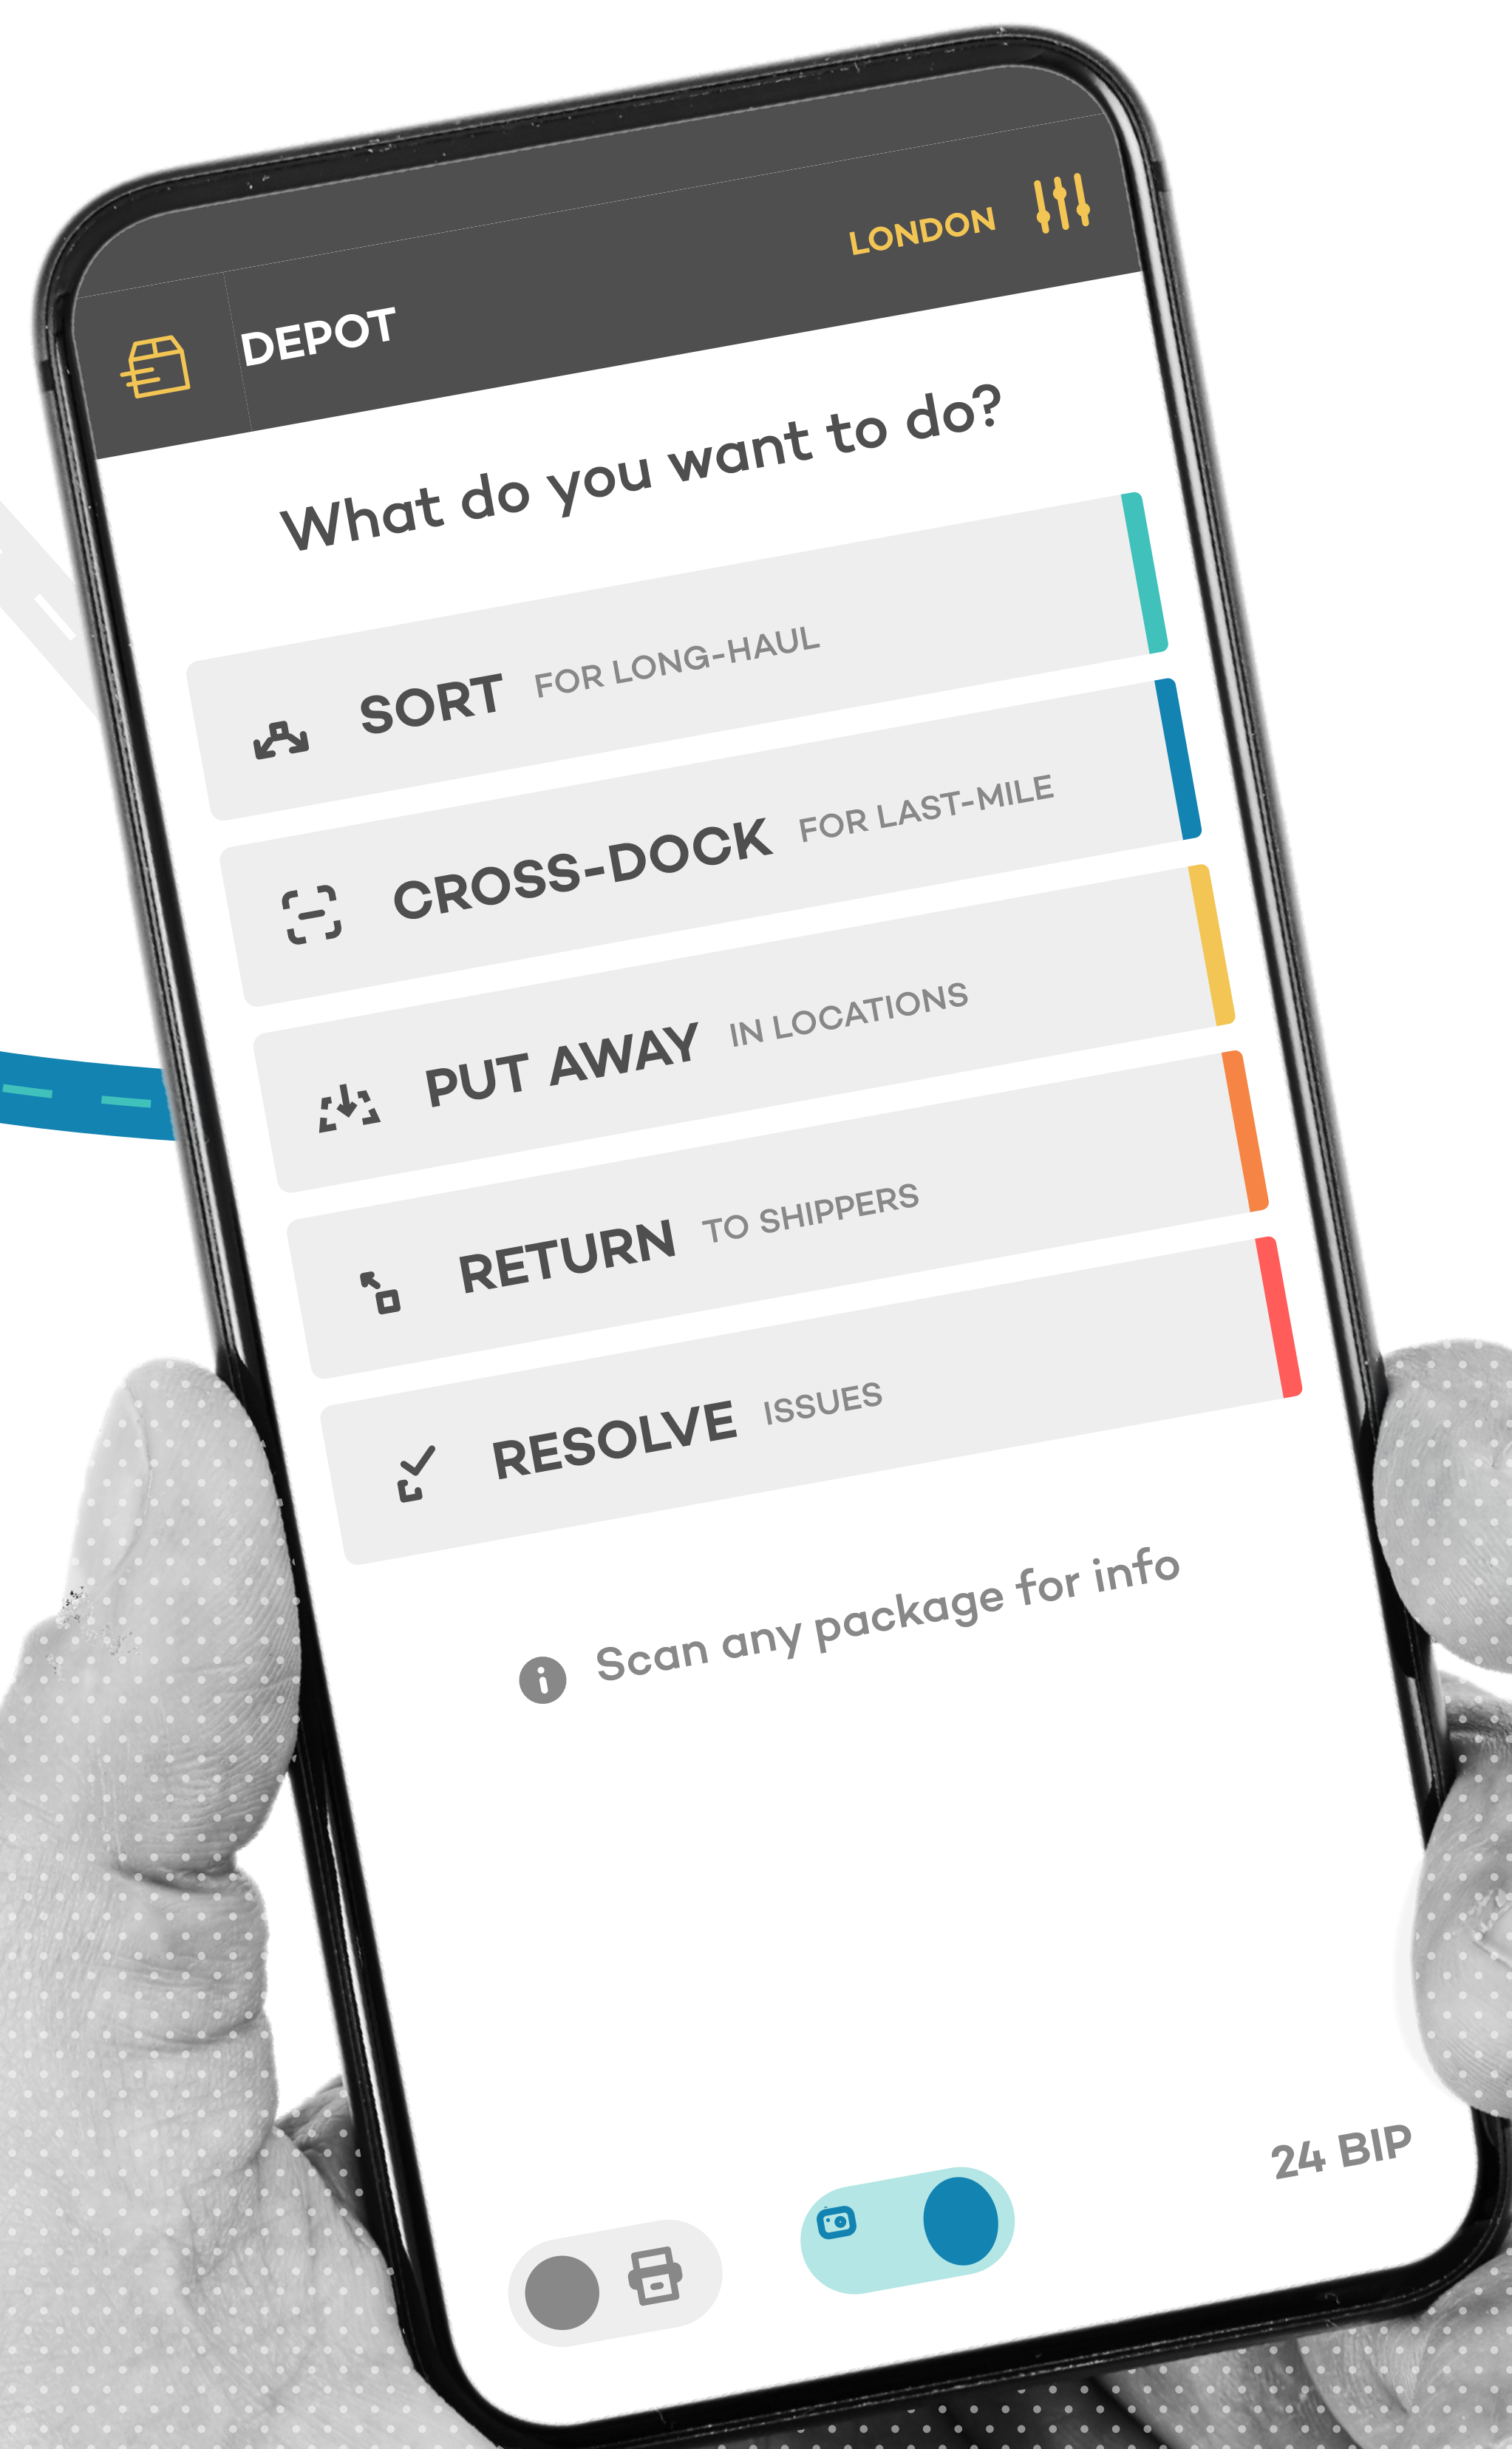 LONDON
DEPOT
What do you want to do?
SORT FOR LONG-HAUL
CROSS-DOCK FOR LAST-MILE
PUT AWAY IN LOCATIONS
RETURN TO SHIPPERS
RESOLVE ISSUES
Scan any package for info
24 BIP